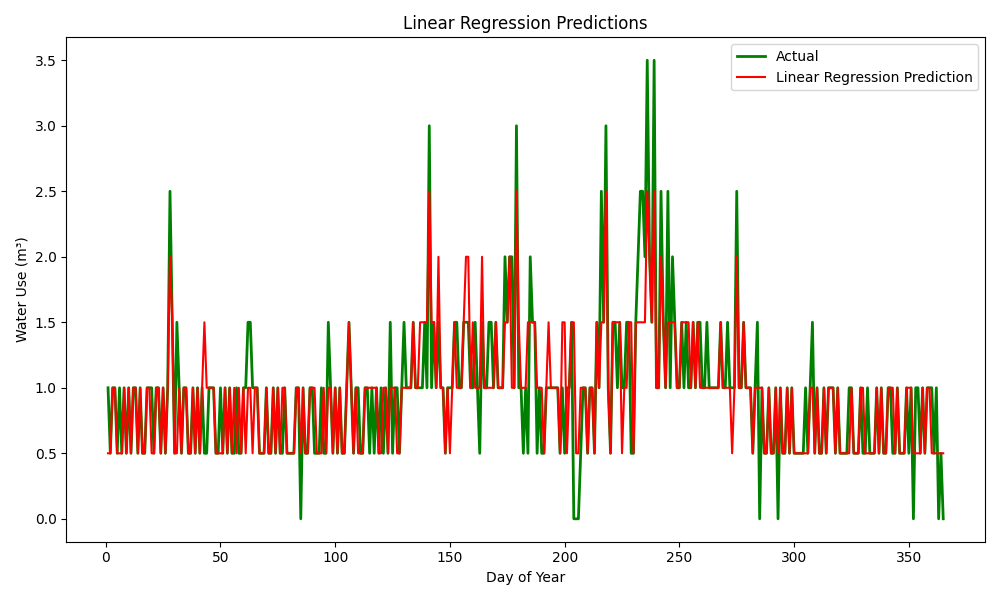 Linear Regression Predictions
Actual
Linear Regression Prediction
3.5
3.0
2.5
2.0
1.5
1.0
0.5
0.0
Water Use (m³)
0 50 100 150 200 250 300 350
Day of Year